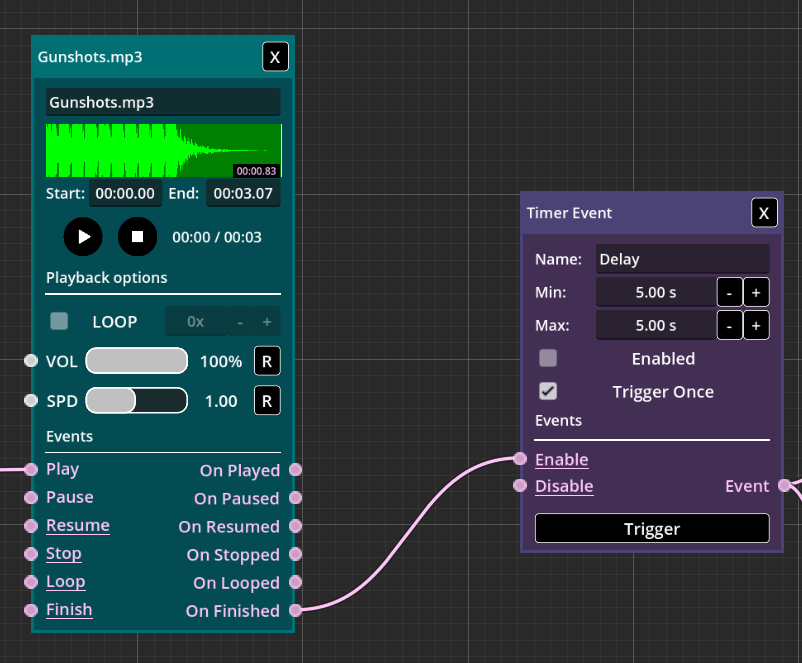 Gunshots.mp3 X
Gunshots.mp3
00:00.83
Start: 00:00.00 End: 00:03.07
00:00 / 00:03
Playback options
LOOP 0x - +
VOL 100% R
SPD 1.00 R
Events
Play On Played
Pause On Paused
Resume On Resumed
Stop On Stopped
Loop On Looped
Finish On Finished
Timer Event X
Name: Delay
Min: 5.00 s - +
Max: 5.00 s - +
Enabled
Trigger Once
Events
Enable
Disable Event
Trigger